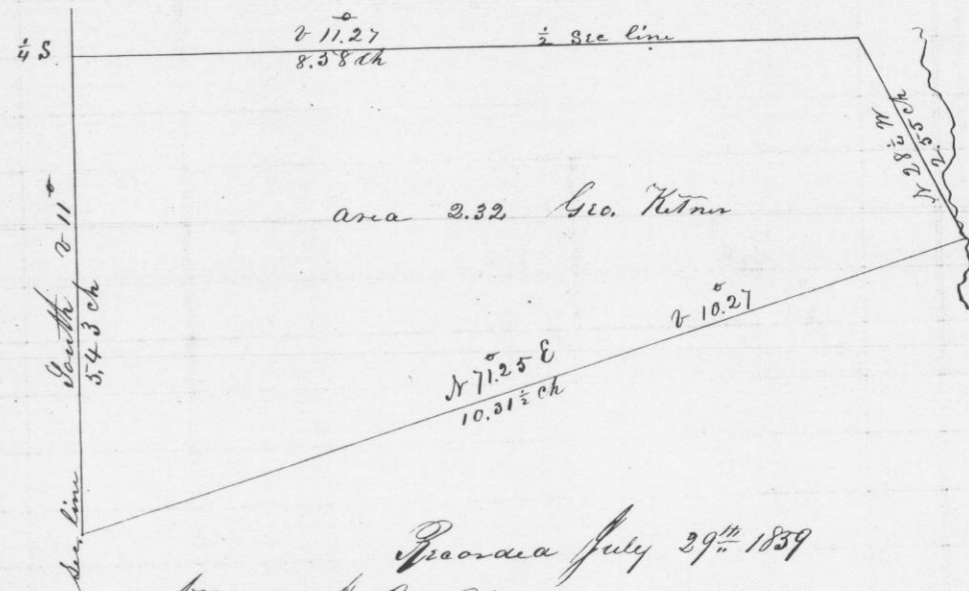 ¼ S
v 11.27
½ Sec line
8.58 ch
N 28½ W
2.55 ch
area 2.32 Geo. Kitner
South v 11°
5.43 ch
v 10.27
N 71.25 E
10.31½ ch
Sec. line
Recorded July 29th 1859